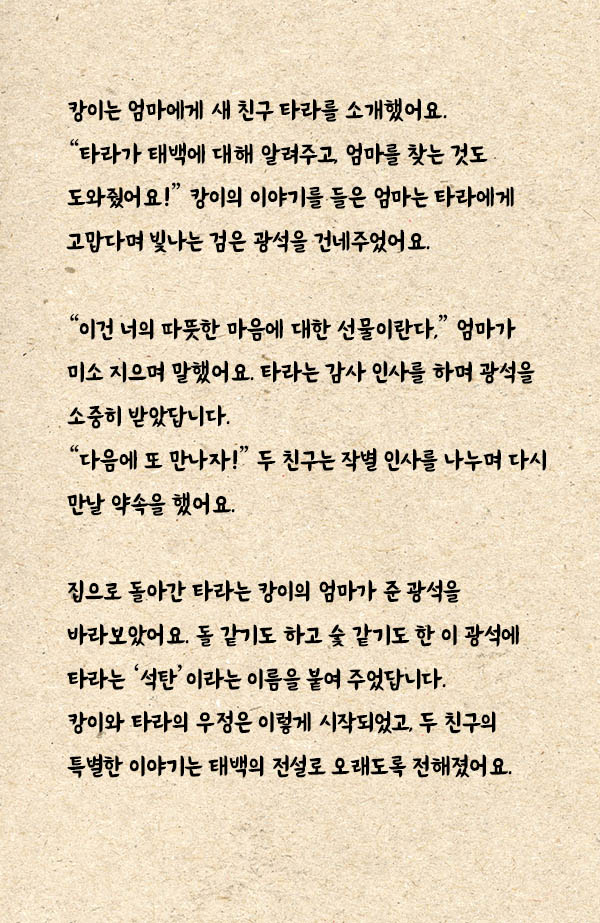 캉이는 엄마에게 새 친구 타라를 소개했어요.
“타라가 태백에 대해 알려주고, 엄마를 찾는 것도
도와줬어요!” 캉이의 이야기를 들은 엄마는 타라에게
고맙다며 빛나는 검은 광석을 건네주었어요.
“이건 너의 따뜻한 마음에 대한 선물이란다,” 엄마가
미소 지으며 말했어요. 타라는 감사 인사를 하며 광석을
소중히 받았답니다.
“다음에 또 만나자!” 두 친구는 작별 인사를 나누며 다시
만날 약속을 했어요.
집으로 돌아간 타라는 캉이의 엄마가 준 광석을
바라보았어요. 돌 같기도 하고 숯 같기도 한 이 광석에
타라는 ‘석탄’이라는 이름을 붙여 주었답니다.
캉이와 타라의 우정은 이렇게 시작되었고, 두 친구의
특별한 이야기는 태백의 전설로 오래도록 전해졌어요.